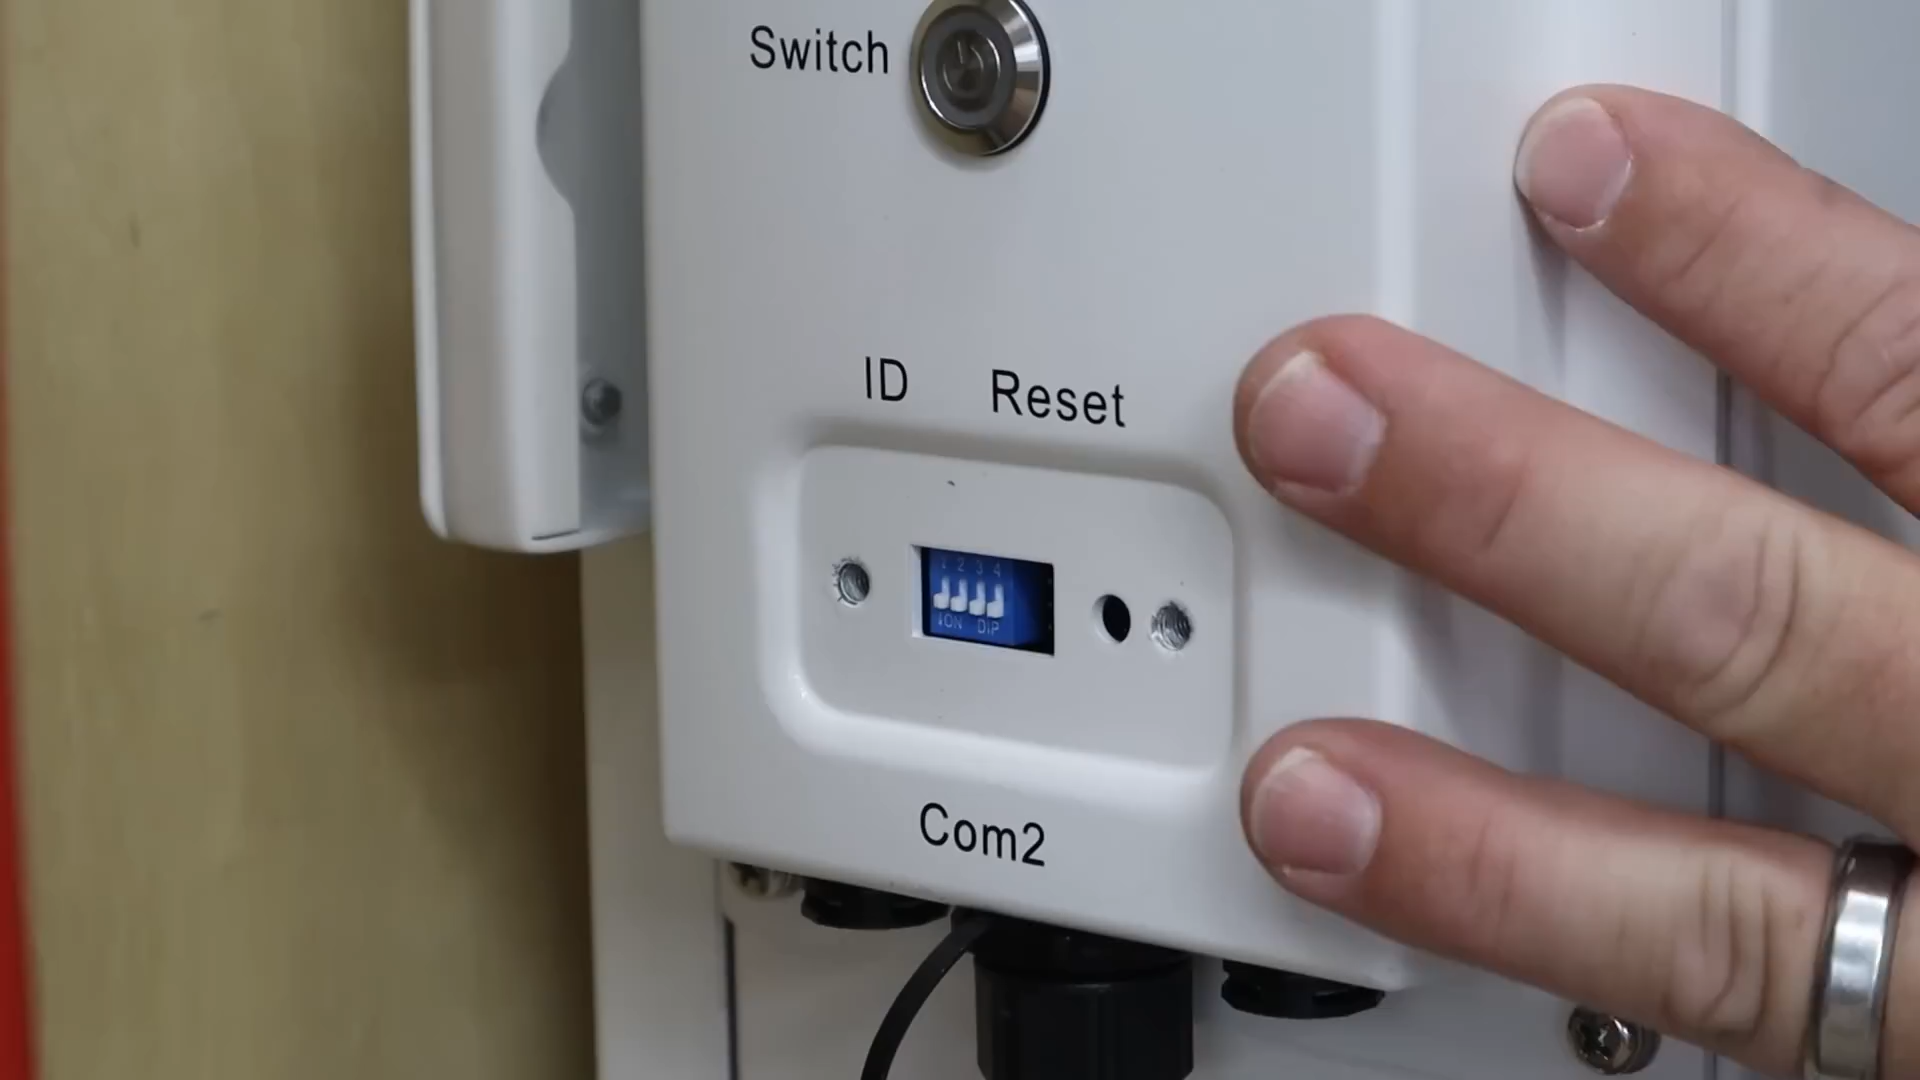 Switch
ID Reset
1 2 3 4
↓ON DIP
Com2